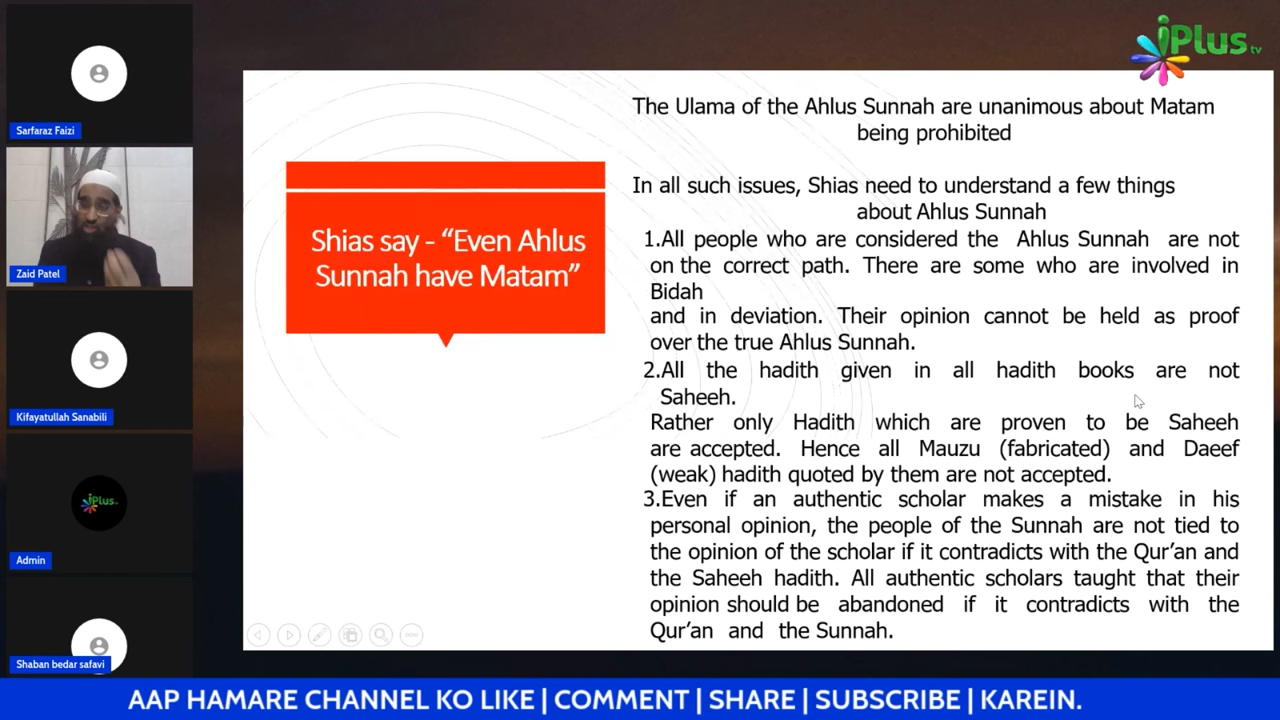 Sarfaraz Faizi
Zaid Patel
Kifayatullah Sanabili
iPlus
Admin
Shaban bedar safavi
iPlus tv
Shias say - “Even Ahlus
Sunnah have Matam”
The Ulama of the Ahlus Sunnah are unanimous about Matam
being prohibited
In all such issues, Shias need to understand a few things
about Ahlus Sunnah
1.All people who are considered the Ahlus Sunnah are not
on the correct path. There are some who are involved in
Bidah
and in deviation. Their opinion cannot be held as proof
over the true Ahlus Sunnah.
2.All the hadith given in all hadith books are not
Saheeh.
Rather only Hadith which are proven to be Saheeh
are accepted. Hence all Mauzu (fabricated) and Daeef
(weak) hadith quoted by them are not accepted.
3.Even if an authentic scholar makes a mistake in his
personal opinion, the people of the Sunnah are not tied to
the opinion of the scholar if it contradicts with the Qur’an and
the Saheeh hadith. All authentic scholars taught that their
opinion should be abandoned if it contradicts with the
Qur’an and the Sunnah.
AAP HAMARE CHANNEL KO LIKE | COMMENT | SHARE | SUBSCRIBE | KAREIN.